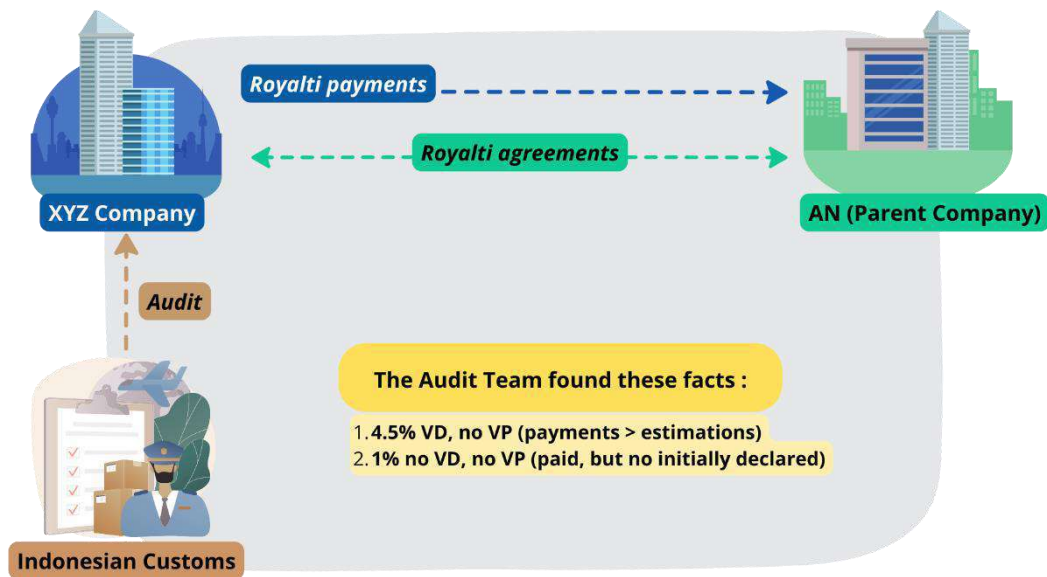 Royalti payments
Royalti agreements
XYZ Company
AN (Parent Company)
Audit
The Audit Team found these facts :
1. 4.5% VD, no VP (payments > estimations)
2. 1% no VD, no VP (paid, but no initially declared)
Indonesian Customs